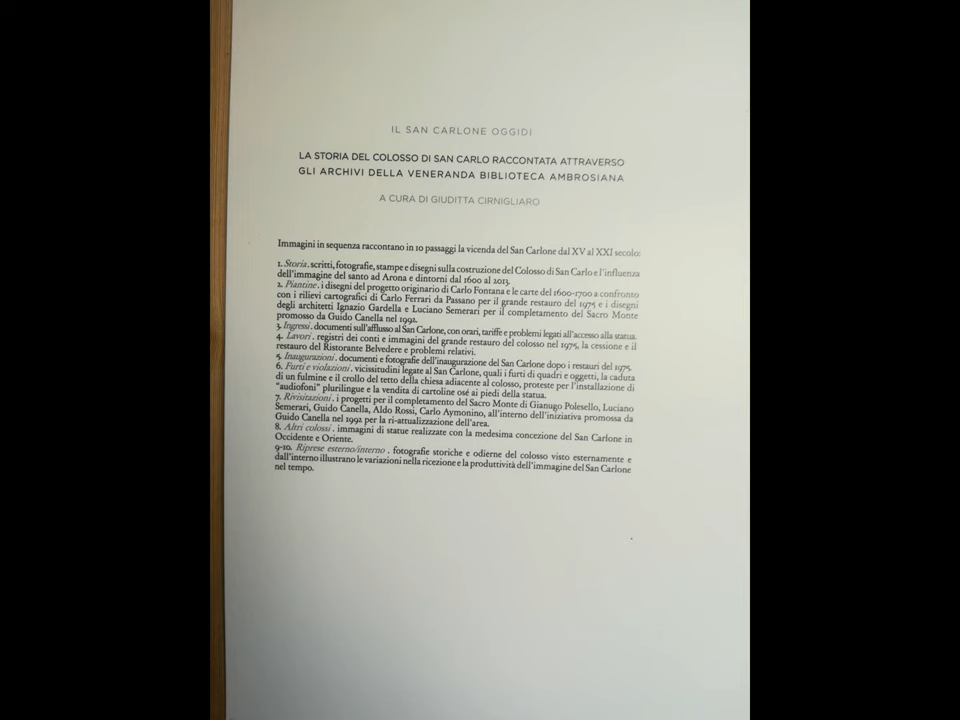 IL SAN CARLONE OGGIDI
LA STORIA DEL COLOSSO DI SAN CARLO RACCONTATA ATTRAVERSO
GLI ARCHIVI DELLA VENERANDA BIBLIOTECA AMBROSIANA
A CURA DI GIUDITTA CIRNIGLIARO
Immagini in sequenza raccontano in 10 passaggi la vicenda del San Carlone dal XV al XXI secolo:
1. Storia. scritti, fotografie, stampe e disegni sulla costruzione del Colosso di San Carlo e l'influenza
dell'immagine del santo ad Arona e dintorni dal 1600 al 2013.
2. Piantine. i disegni del progetto originario di Carlo Fontana e le carte del 1600-1700 a confronto
con i rilievi cartografici di Carlo Ferrari da Passano per il grande restauro del 1975 e i disegni
degli architetti Ignazio Gardella e Luciano Semerari per il completamento del Sacro Monte
promosso da Guido Canella nel 1992.
3. Ingressi. documenti sull'afflusso al San Carlone, con orari, tariffe e problemi legati all'accesso alla statua.
4. Lavori. registri dei conti e immagini del grande restauro del colosso nel 1975, la cessione e il
restauro del Ristorante Belvedere e problemi relativi.
5. Inaugurazioni. documenti e fotografie dell'inaugurazione del San Carlone dopo i restauri del 1975.
6. Furti e violazioni. vicissitudini legate al San Carlone, quali i furti di quadri e oggetti, la caduta
di un fulmine e il crollo del tetto della chiesa adiacente al colosso, proteste per l'installazione di
"audiofoni" plurilingue e la vendita di cartoline osé ai piedi della statua.
7. Rivisitazioni. i progetti per il completamento del Sacro Monte di Gianugo Polesello, Luciano
Semerari, Guido Canella, Aldo Rossi, Carlo Aymonino, all'interno dell'iniziativa promossa da
Guido Canella nel 1992 per la ri-attualizzazione dell'area.
8. Altri colossi. immagini di statue realizzate con la medesima concezione del San Carlone in
Occidente e Oriente.
9-10. Riprese esterno/interno. fotografie storiche e odierne del colosso visto esternamente e
dall'interno illustrano le variazioni nella ricezione e la produttività dell'immagine del San Carlone
nel tempo.